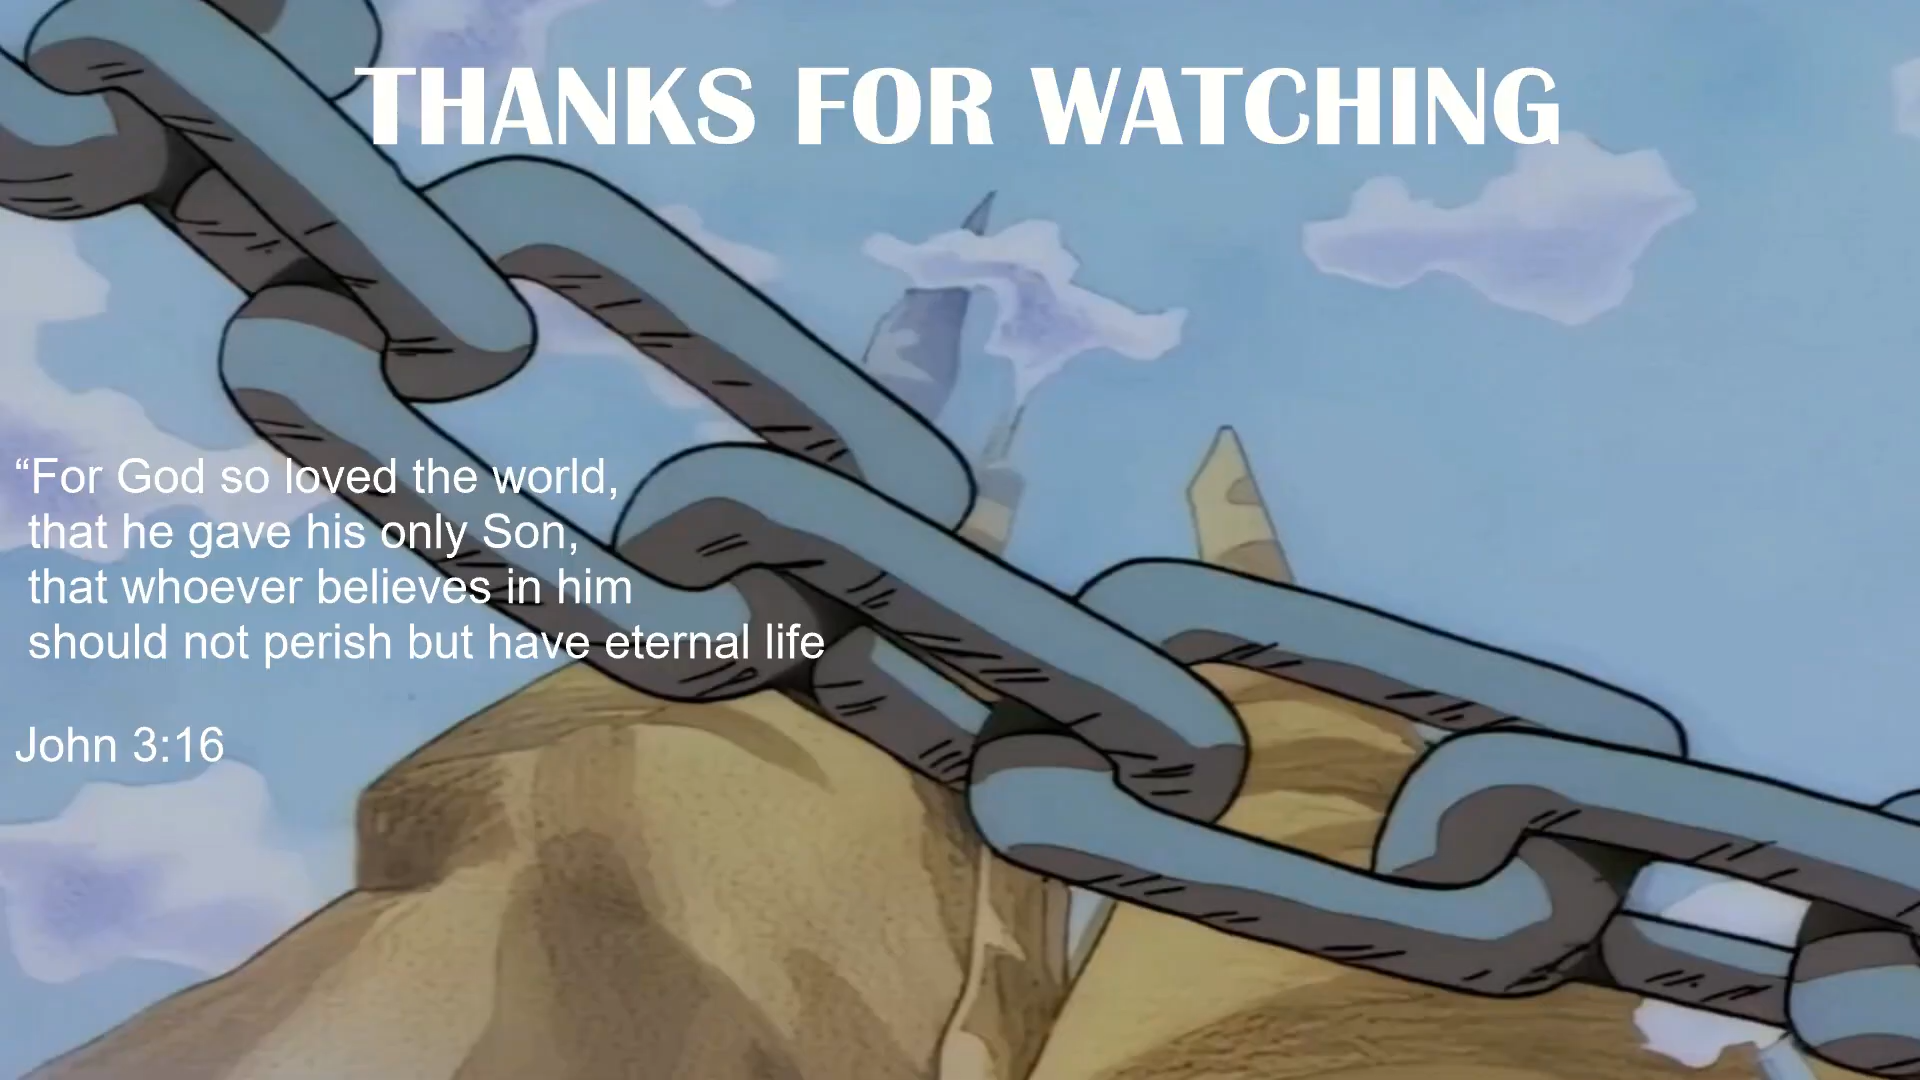 THANKS FOR WATCHING
“For God so loved the world,
that he gave his only Son,
that whoever believes in him
should not perish but have eternal life
John 3:16